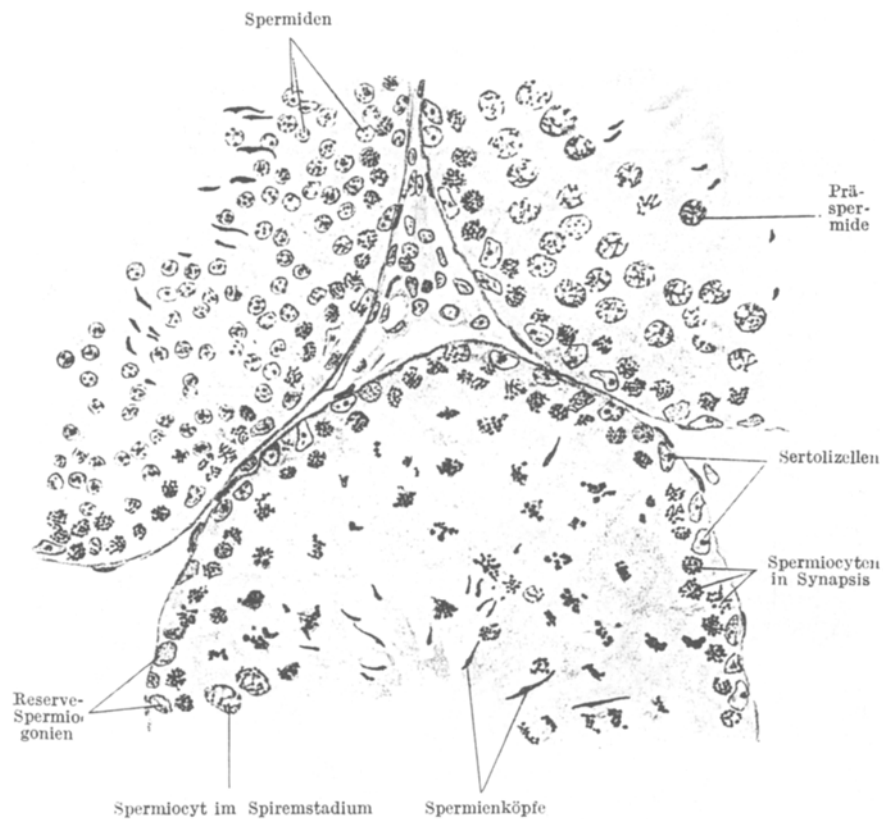 Spermiden
Prä-
sper-
mide
Sertolizellen
Spermiocyten
in Synapsis
Reserve-
Spermio-
gonien
Spermiocyt im Spiremstadium
Spermienköpfe